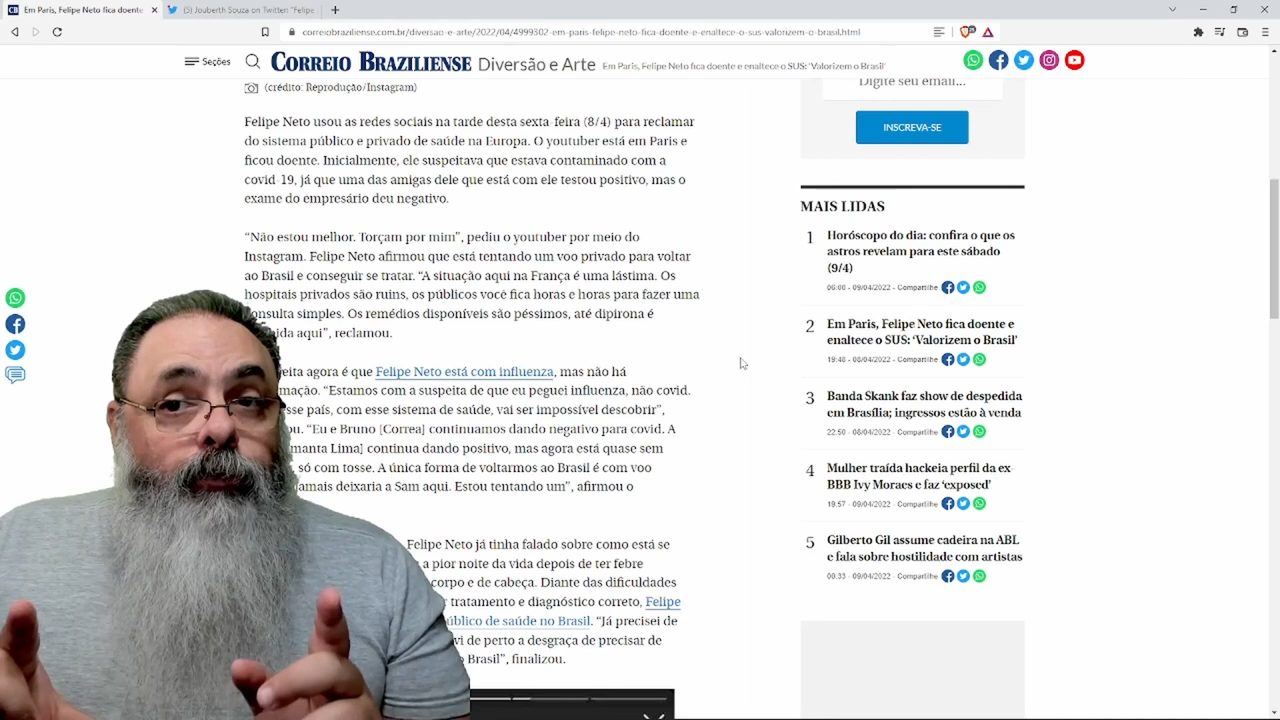 Em Paris, Felipe Neto fica doente
(5) Jouberth Souza on Twitter: "Felipe
correiobraziliense.com.br/diversao-e-arte/2022/04/4999302-em-paris-felipe-neto-fica-doente-e-enaltece-o-sus-valorizem-o-brasil.html
Seções
CORREIO BRAZILIENSE
Diversão e Arte
Em Paris, Felipe Neto fica doente e enaltece o SUS: 'Valorizem o Brasil'
(crédito: Reprodução/Instagram)
Felipe Neto usou as redes sociais na tarde desta sexta-feira (8/4) para reclamar
do sistema público e privado de saúde na Europa. O youtuber está em Paris e
ficou doente. Inicialmente, ele suspeitava que estava contaminado com a
covid-19, já que uma das amigas dele que está com ele testou positivo, mas o
exame do empresário deu negativo.
"Não estou melhor. Torçam por mim", pediu o youtuber por meio do
Instagram. Felipe Neto afirmou que está tentando um voo privado para voltar
ao Brasil e conseguir se tratar. "A situação aqui na França é uma lástima. Os
hospitais privados são ruins, os públicos você fica horas e horas para fazer uma
consulta simples. Os remédios disponíveis são péssimos, até dipirona é
ida aqui", reclamou.
eita agora é que Felipe Neto está com influenza, mas não há
mação. "Estamos com a suspeita de que eu peguei influenza, não covid.
sse país, com esse sistema de saúde, vai ser impossível descobrir",
ou. "Eu e Bruno [Correa] continuamos dando negativo para covid. A
manta Lima] continua dando positivo, mas agora está quase sem
, só com tosse. A única forma de voltarmos ao Brasil é com voo
amais deixaria a Sam aqui. Estou tentando um", afirmou o
Felipe Neto já tinha falado sobre como está se
a pior noite da vida depois de ter febre
corpo e de cabeça. Diante das dificuldades
tratamento e diagnóstico correto, Felipe
úblico de saúde no Brasil. "Já precisei de
vi de perto a desgraça de precisar de
o Brasil", finalizou.
Digite seu email...
INSCREVA-SE
MAIS LIDAS
1
Horóscopo do dia: confira o que os
astros revelam para este sábado
(9/4)
06:00 - 09/04/2022 - Compartilhe
2
Em Paris, Felipe Neto fica doente e
enaltece o SUS: 'Valorizem o Brasil'
19:48 - 08/04/2022 - Compartilhe
3
Banda Skank faz show de despedida
em Brasília; ingressos estão à venda
22:50 - 08/04/2022 - Compartilhe
4
Mulher traída hackeia perfil da ex-
BBB Ivy Moraes e faz 'exposed'
19:57 - 08/04/2022 - Compartilhe
5
Gilberto Gil assume cadeira na ABL
e fala sobre hostilidade com artistas
00:33 - 09/04/2022 - Compartilhe